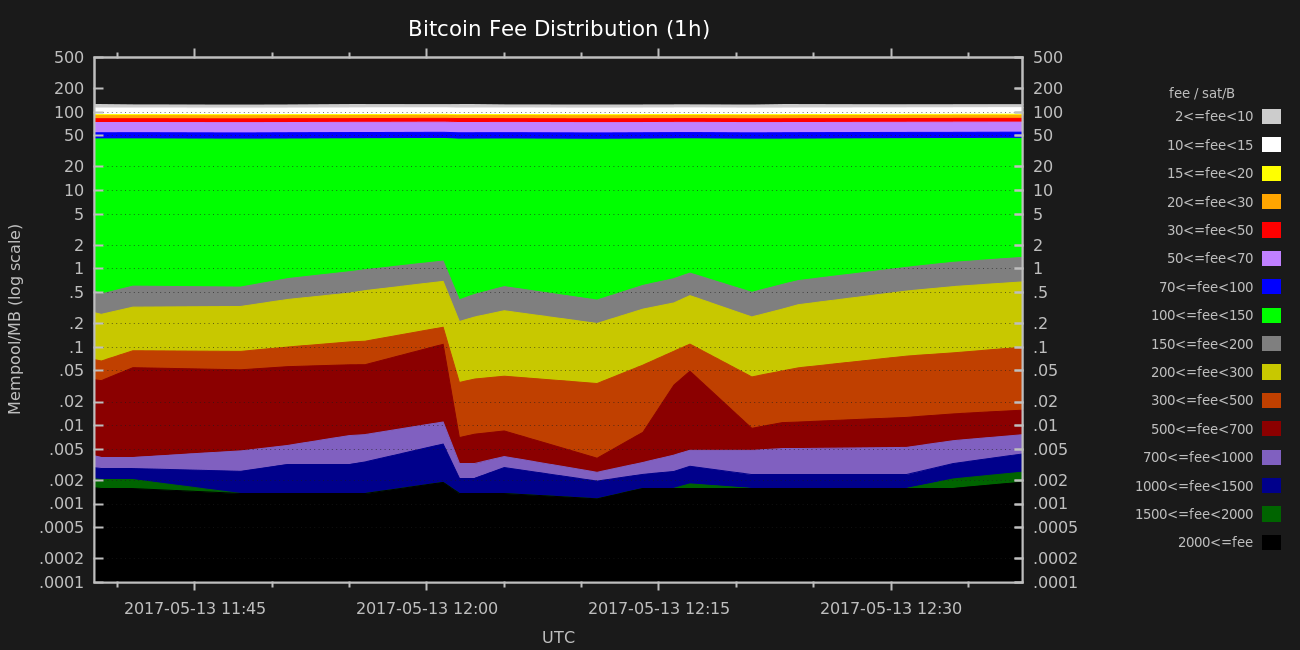 Bitcoin Fee Distribution (1h)
500
200
100
50
20
10
5
2
1
.5
.2
.1
.05
.02
.01
.005
.002
.001
.0005
.0002
.0001
Mempool/MB (log scale)
500
200
100
50
20
10
5
2
1
.5
.2
.1
.05
.02
.01
.005
.002
.001
.0005
.0002
.0001
2017-05-13 11:45 2017-05-13 12:00 2017-05-13 12:15 2017-05-13 12:30
UTC
fee / sat/B
2<=fee<10
10<=fee<15
15<=fee<20
20<=fee<30
30<=fee<50
50<=fee<70
70<=fee<100
100<=fee<150
150<=fee<200
200<=fee<300
300<=fee<500
500<=fee<700
700<=fee<1000
1000<=fee<1500
1500<=fee<2000
2000<=fee